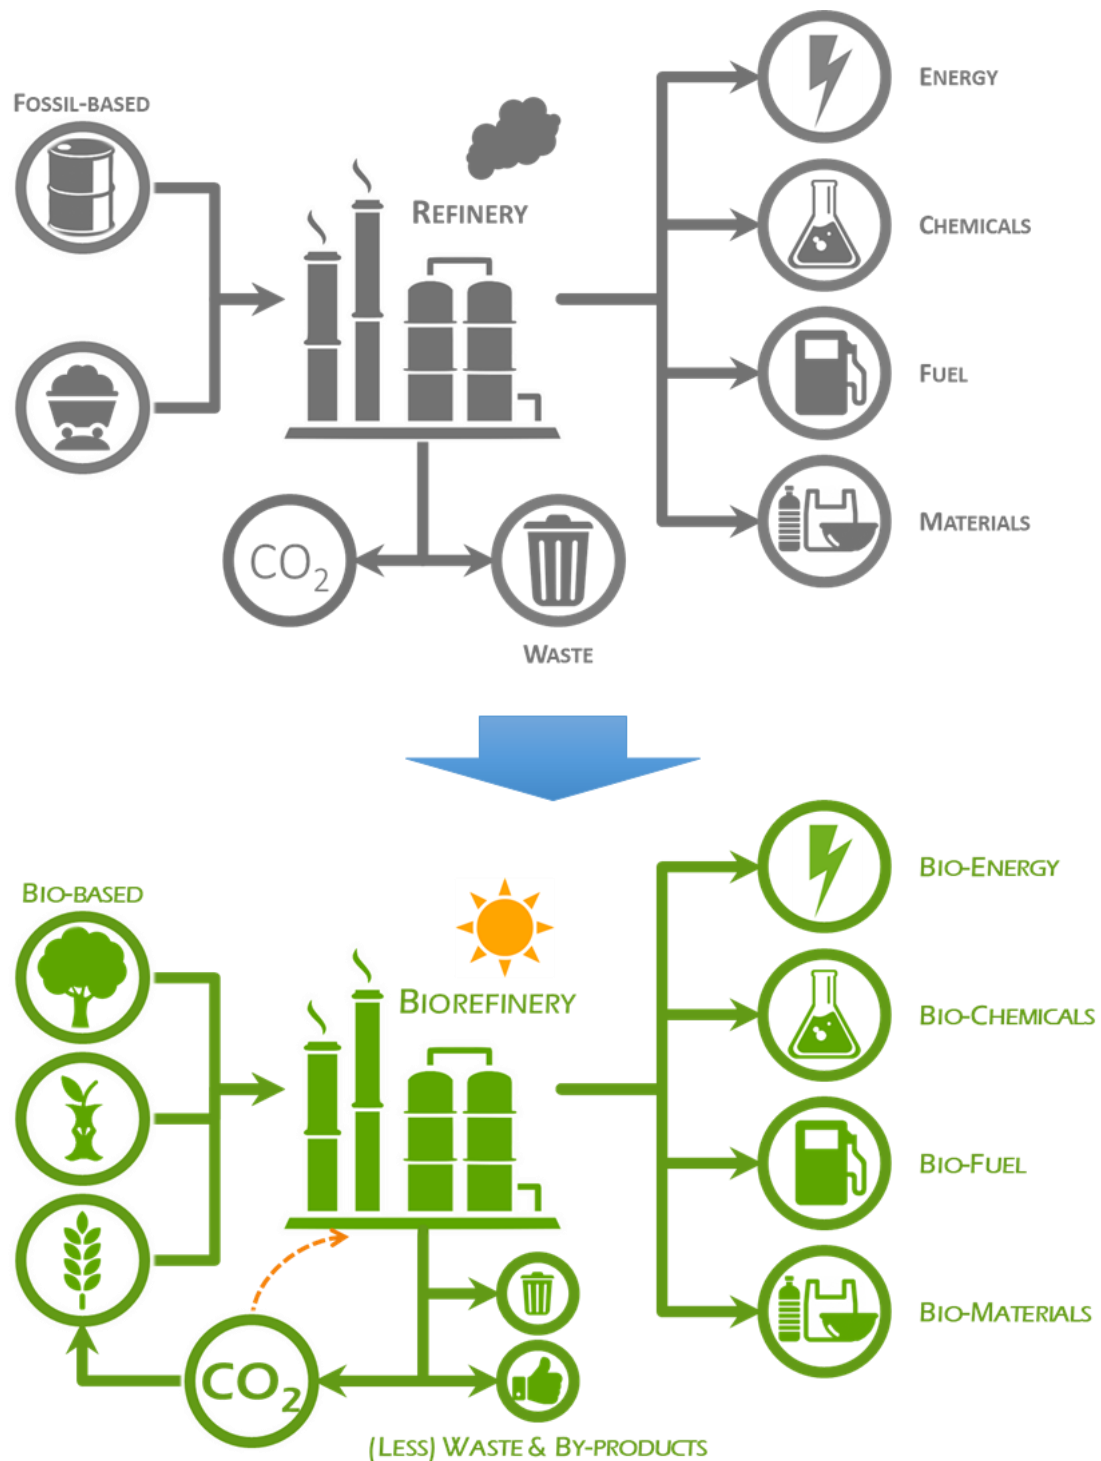 FOSSIL-BASED
REFINERY
ENERGY
CHEMICALS
FUEL
MATERIALS
CO2
WASTE
BIO-BASED
BIOREFINERY
BIO-ENERGY
BIO-CHEMICALS
BIO-FUEL
BIO-MATERIALS
CO2
(LESS) WASTE & BY-PRODUCTS